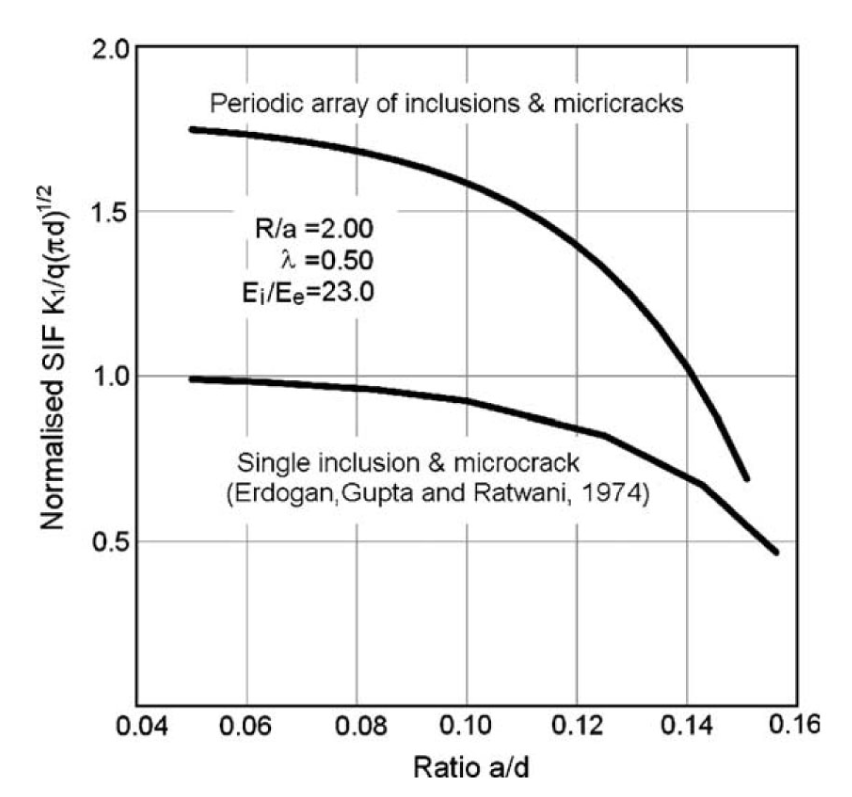 Normalised SIF K₁/q(πd)^1/2
2.0
1.5
1.0
0.5
Periodic array of inclusions & micricracks
R/a =2.00
λ =0.50
Ei/Ee=23.0
Single inclusion & microcrack
(Erdogan,Gupta and Ratwani, 1974)
0.04 0.06 0.08 0.10 0.12 0.14 0.16
Ratio a/d